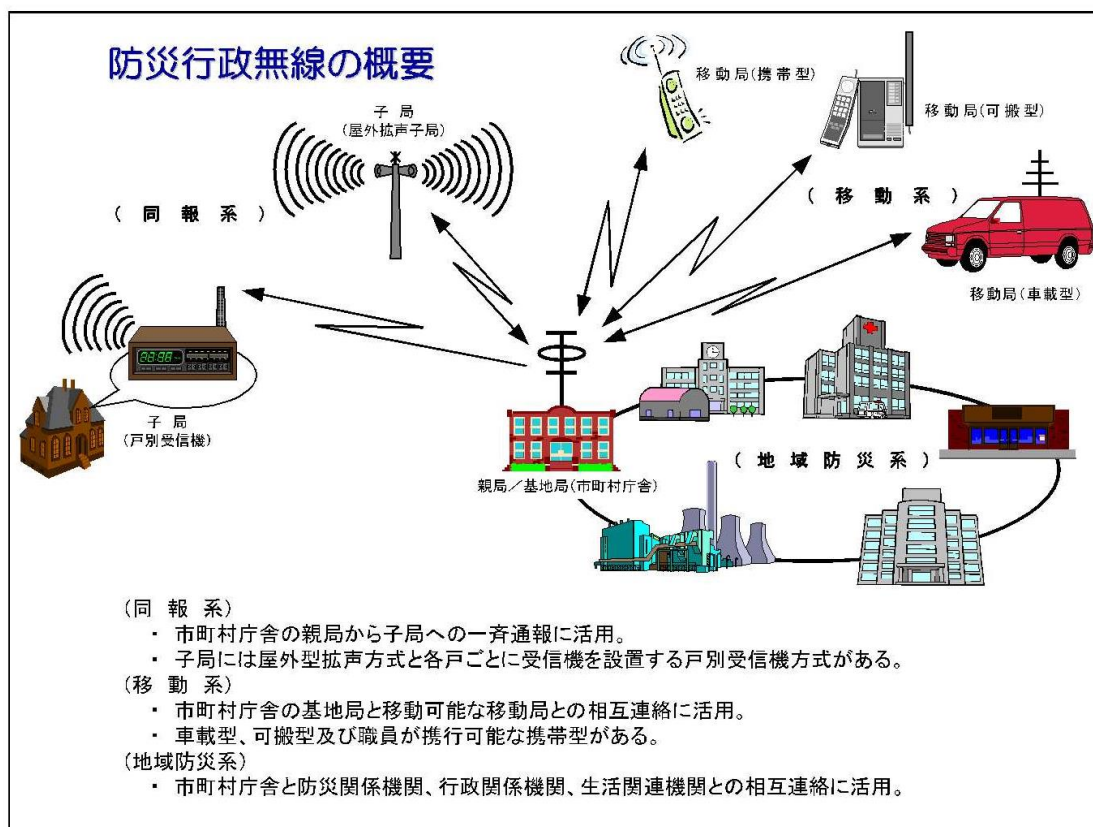 防災行政無線の概要
子 局
(屋外拡声子局)
移動局(携帯型)
移動局(可搬型)
( 同 報 系 )
( 移 動 系 )
移動局(車載型)
子 局
(戸別受信機)
( 地 域 防 災 系 )
親局/基地局(市町村庁舎)
(同 報 系)
・ 市町村庁舎の親局から子局への一斉通報に活用。
・ 子局には屋外型拡声方式と各戸ごとに受信機を設置する戸別受信機方式がある。
(移 動 系)
・ 市町村庁舎の基地局と移動可能な移動局との相互連絡に活用。
・ 車載型、可搬型及び職員が携行可能な携帯型がある。
(地域防災系)
・ 市町村庁舎と防災関係機関、行政関係機関、生活関連機関との相互連絡に活用。